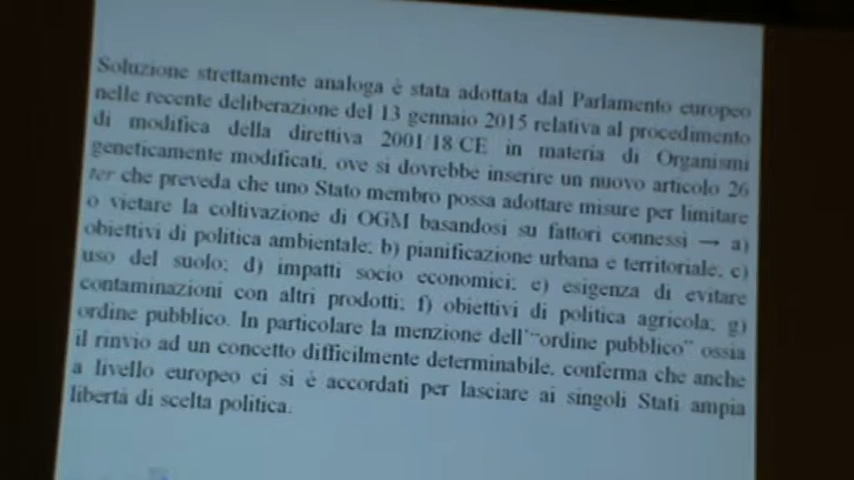 Soluzione strettamente analoga è stata adottata dal Parlamento europeo
nelle recente deliberazione del 13 gennaio 2015 relativa al procedimento
di modifica della direttiva 2001/18/CE in materia di Organismi
geneticamente modificati, ove si dovrebbe inserire un nuovo articolo 26
ter che preveda che uno Stato membro possa adottare misure per limitare
o vietare la coltivazione di OGM basandosi su fattori connessi → a)
obiettivi di politica ambientale; b) pianificazione urbana e territoriale; c)
uso del suolo; d) impatti socio economici; e) esigenza di evitare
contaminazioni con altri prodotti; f) obiettivi di politica agricola; g)
ordine pubblico. In particolare la menzione dell'"ordine pubblico" ossia
il rinvio ad un concetto difficilmente determinabile, conferma che anche
a livello europeo ci si è accordati per lasciare ai singoli Stati ampia
libertà di scelta politica.